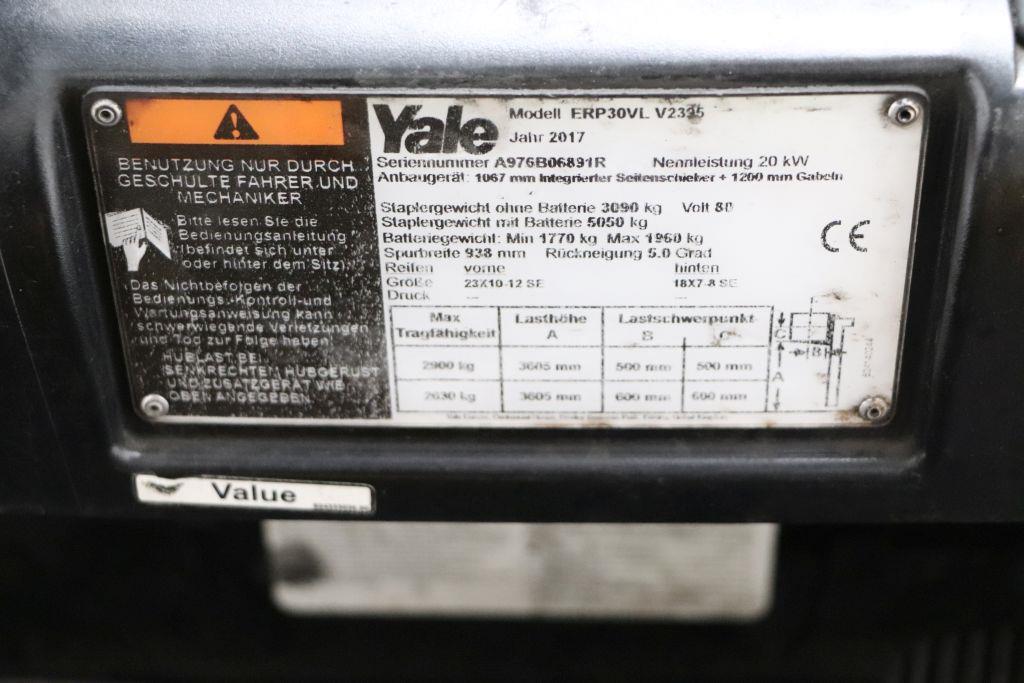 BENUTZUNG NUR DURCH
GESCHULTE FAHRER UND
MECHANIKER
Bitte lesen Sie die
Bedienungsanleitung
(befindet sich unter
oder hinter dem Sitz).
Das Nichtbefolgen der
Bedienungs-,Kontroll-und
Wartungsanweisung kann
schwerwiegende Verletzungen
und Tod zur Folge haben
HUBLAST BEI
SENKRECHTEM HUBGERUST
UND ZUSATZGERAT WIE
OBEN ANGEGEBEN
Yale
Modell ERP30VL V2395
Jahr 2017
Seriennummer A976B06891R Nennleistung 20 kW
Anbaugerät: 1067 mm Integrierter Seitenschieber + 1200 mm Gabeln
Staplergewicht ohne Batterie 3090 kg Volt 80
Staplergewicht mit Batterie 5050 kg
Batteriegewicht: Min 1770 kg Max 1960 kg
Spurbreite 938 mm Rückneigung 5.0 Grad
Reifen vorne hinten
Große 23X10-12 SE 18X7-8 SE
Druck --- ---
CE
Max Tragfähigkeit Lasthöhe A Lastschwerpunkt B C
2900 kg 3605 mm 500 mm 500 mm
2630 kg 3605 mm 600 mm 600 mm
C
B
A
Value